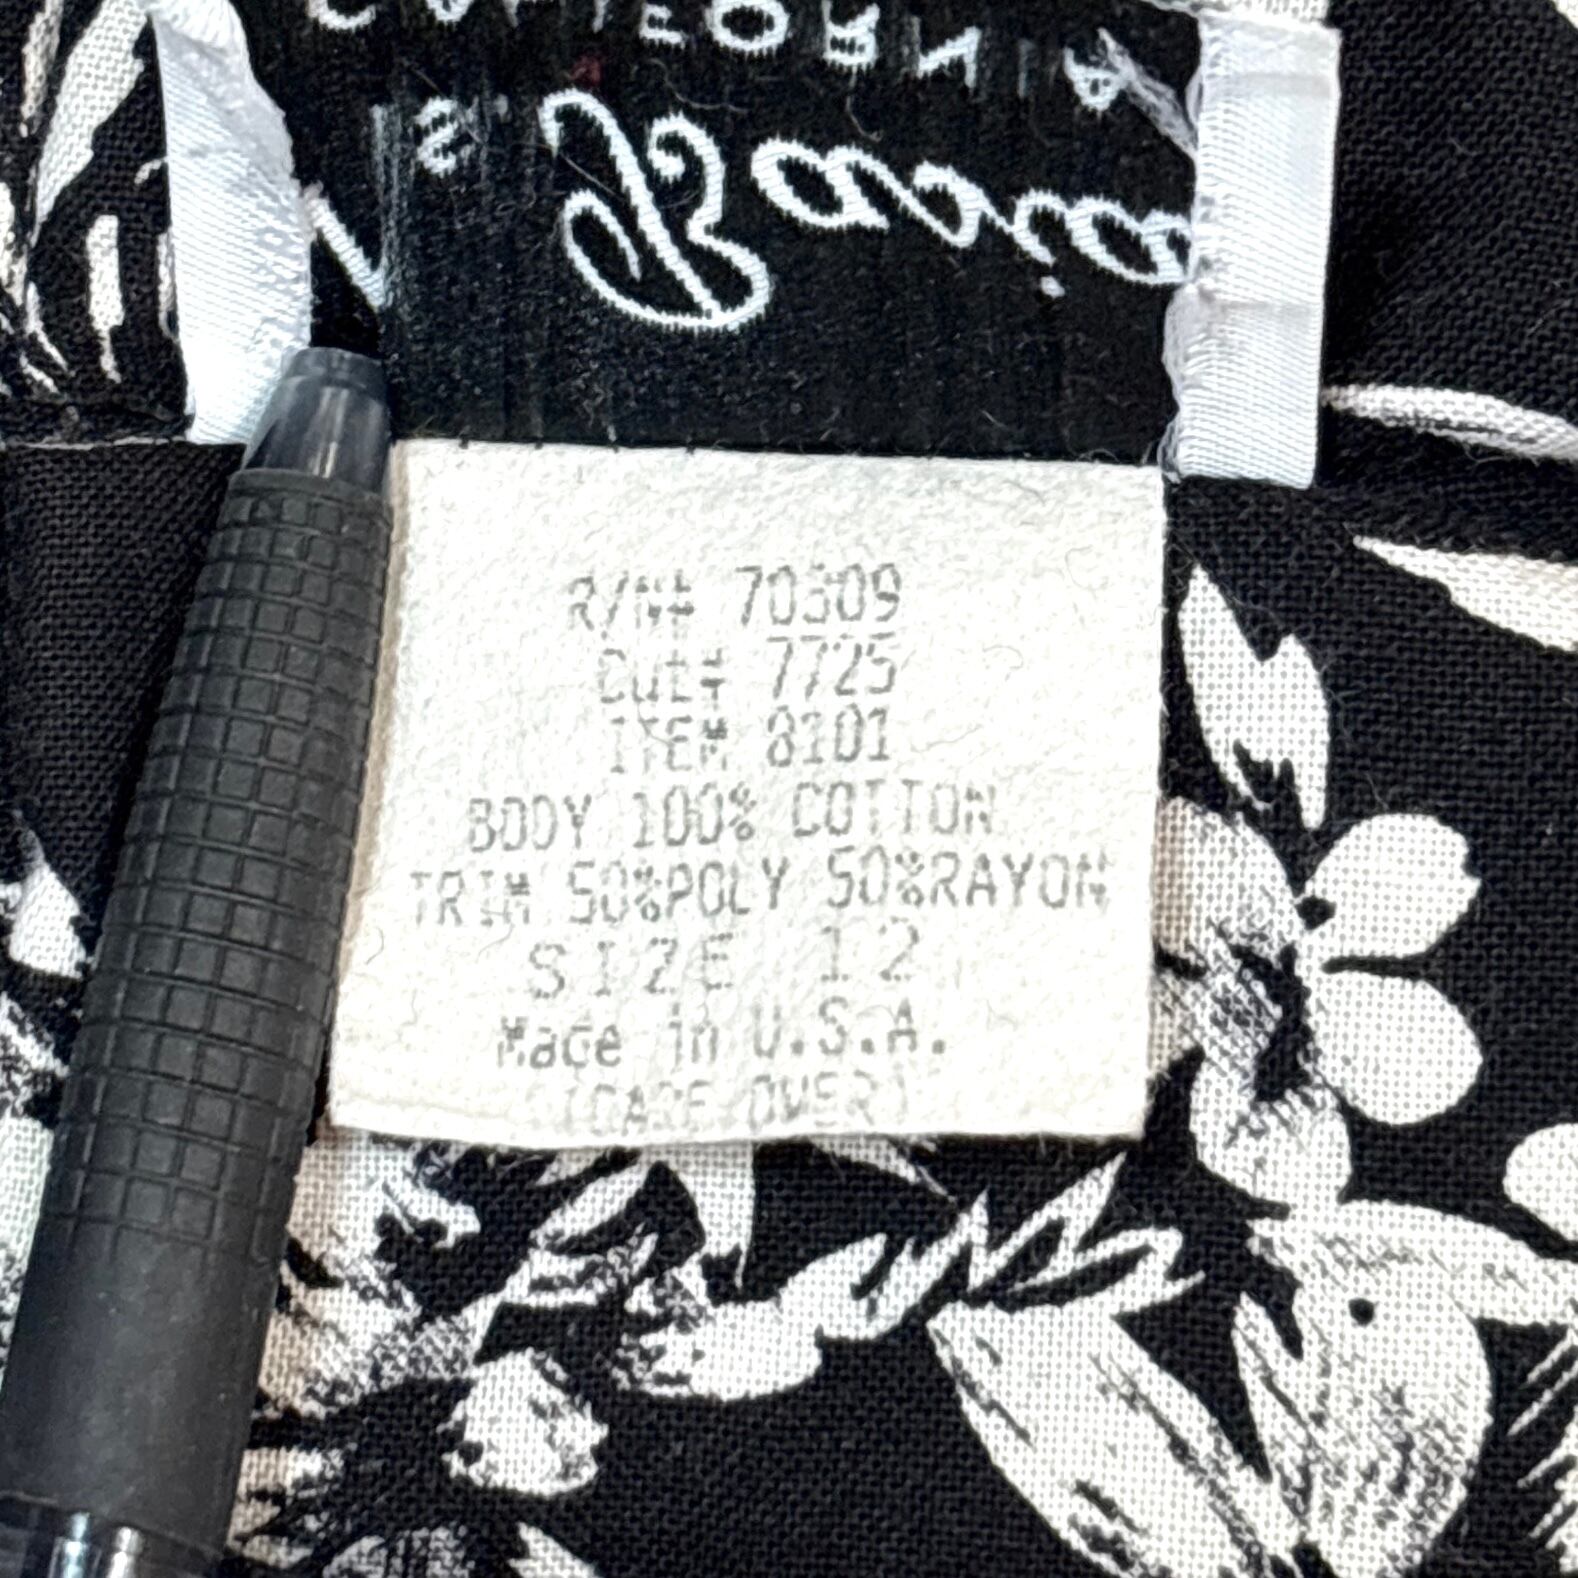 CALIFORNIA
R/N# 70309
Cut# 7725
ITEM 8101
BODY 100% COTTON
TRIM 50%POLY 50%RAYON
SIZE 12
Made in U.S.A.
(CARE OVER)